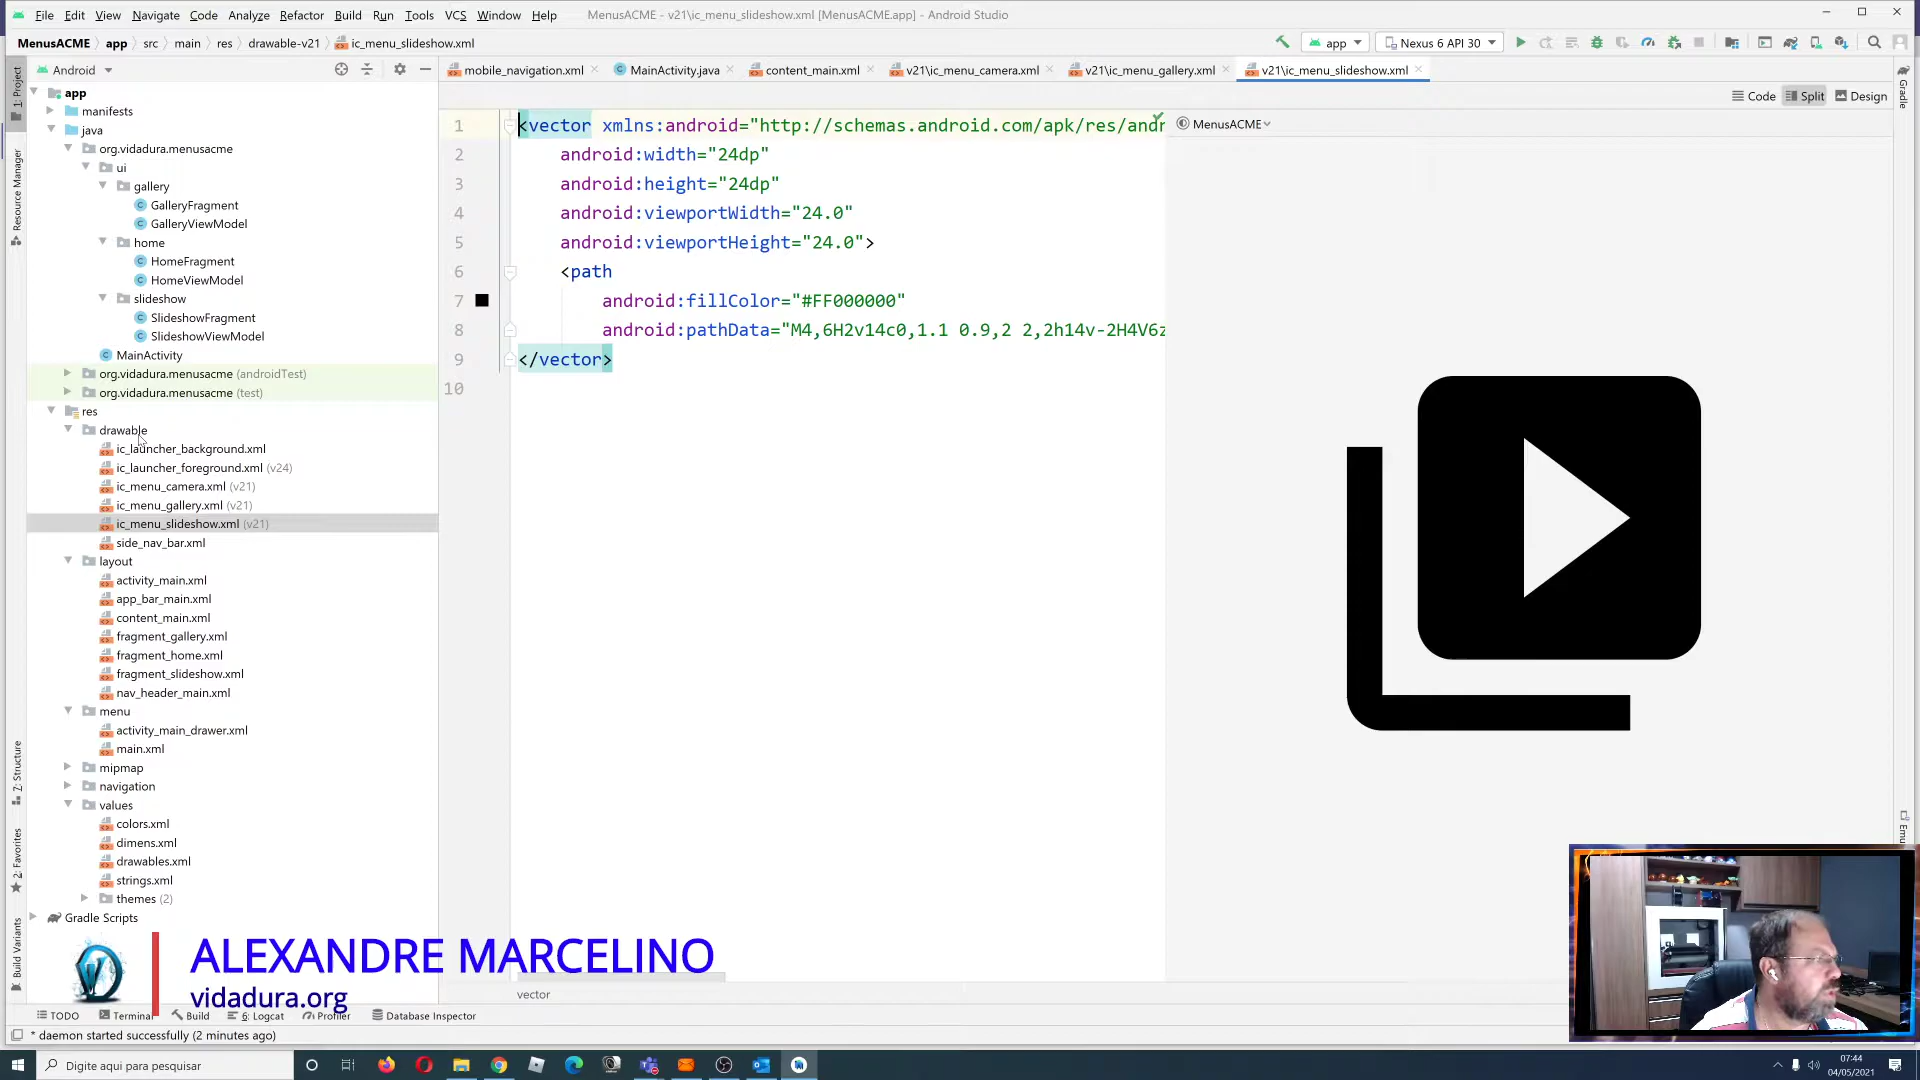 File Edit View Navigate Code Analyze Refactor Build Run Tools VCS Window Help MenusACME - v21\ic_menu_slideshow.xml [MenusACME.app] - Android Studio
MenusACME app src main res drawable-v21 ic_menu_slideshow.xml app Nexus 6 API 30
Android mobile_navigation.xml MainActivity.java content_main.xml v21\ic_menu_camera.xml v21\ic_menu_gallery.xml v21\ic_menu_slideshow.xml
Code Split Design
MenusACME
1: Project
Resource Manager
Z: Structure
2: Favorites
Build Variants
Gradle
app
manifests
java
org.vidadura.menusacme
ui
gallery
GalleryFragment
GalleryViewModel
home
HomeFragment
HomeViewModel
slideshow
SlideshowFragment
SlideshowViewModel
MainActivity
org.vidadura.menusacme (androidTest)
org.vidadura.menusacme (test)
res
drawable
ic_launcher_background.xml
ic_launcher_foreground.xml (v24)
ic_menu_camera.xml (v21)
ic_menu_gallery.xml (v21)
ic_menu_slideshow.xml (v21)
side_nav_bar.xml
layout
activity_main.xml
app_bar_main.xml
content_main.xml
fragment_gallery.xml
fragment_home.xml
fragment_slideshow.xml
nav_header_main.xml
menu
activity_main_drawer.xml
main.xml
mipmap
navigation
values
colors.xml
dimens.xml
drawables.xml
strings.xml
themes (2)
Gradle Scripts
1 <vector xmlns:android="http://schemas.android.com/apk/res/andr
2 android:width="24dp"
3 android:height="24dp"
4 android:viewportWidth="24.0"
5 android:viewportHeight="24.0">
6 <path
7 android:fillColor="#FF000000"
8 android:pathData="M4,6H2v14c0,1.1 0.9,2 2,2h14v-2H4V6z
9 </vector>
10
vector
ALEXANDRE MARCELINO
vidadura.org
TODO Terminal Build 6: Logcat Profiler Database Inspector
* daemon started successfully (2 minutes ago)
Digite aqui para pesquisar
07:44
04/05/2021